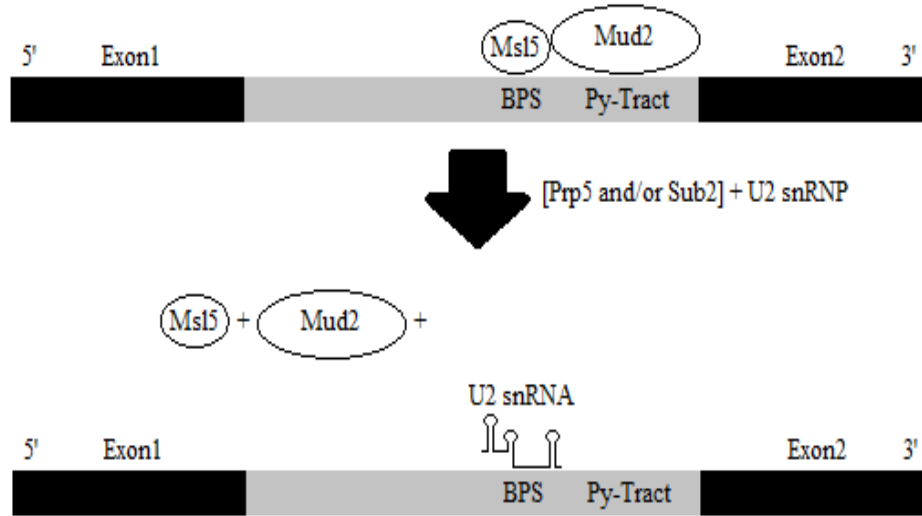 Msl5 Mud2
5' Exon1 Exon2 3'
BPS Py-Tract
[Prp5 and/or Sub2] + U2 snRNP
Msl5 + Mud2 +
U2 snRNA
5' Exon1 Exon2 3'
BPS Py-Tract